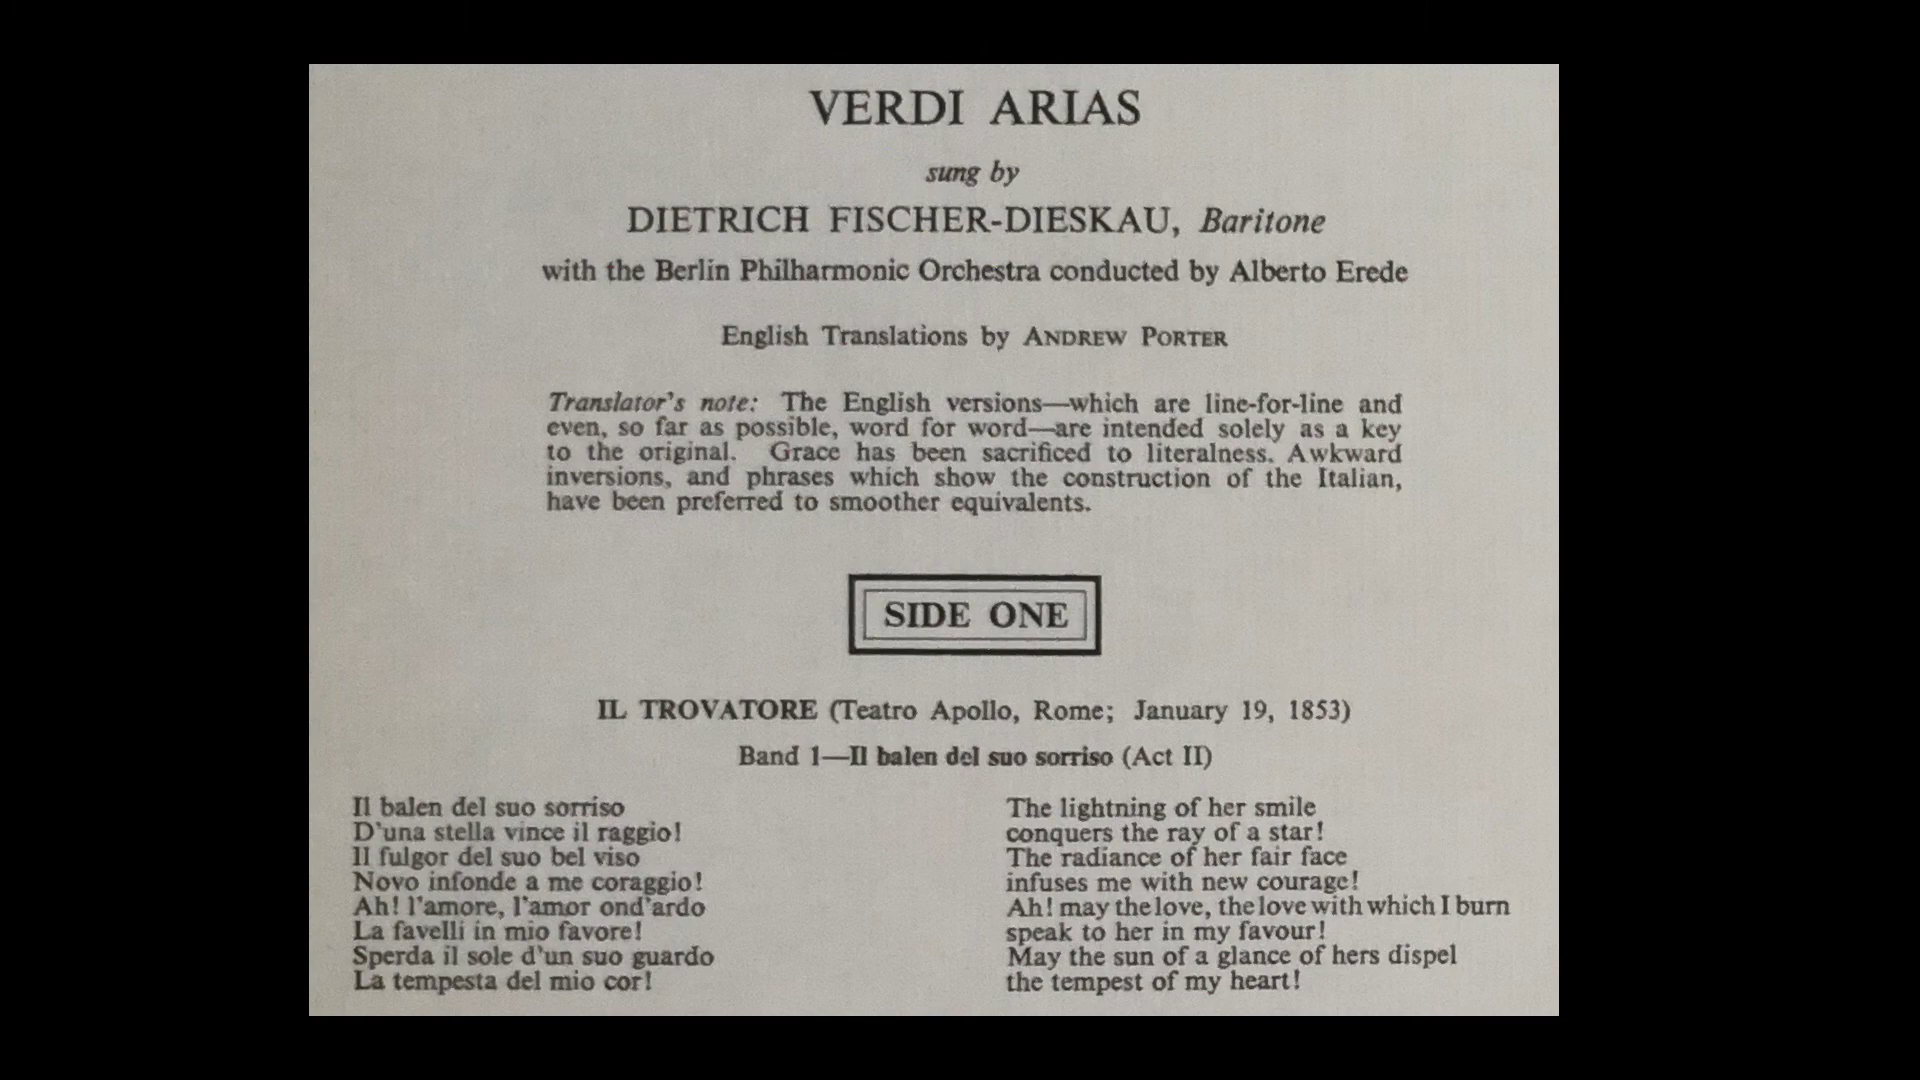 VERDI ARIAS
sung by
DIETRICH FISCHER-DIESKAU, Baritone
with the Berlin Philharmonic Orchestra conducted by Alberto Erede
English Translations by ANDREW PORTER
Translator's note: The English versions—which are line-for-line and
even, so far as possible, word for word—are intended solely as a key
to the original. Grace has been sacrificed to literalness. Awkward
inversions, and phrases which show the construction of the Italian,
have been preferred to smoother equivalents.
SIDE ONE
IL TROVATORE (Teatro Apollo, Rome; January 19, 1853)
Band 1—Il balen del suo sorriso (Act II)
Il balen del suo sorriso
D'una stella vince il raggio!
Il fulgor del suo bel viso
Novo infonde a me coraggio!
Ah! l'amore, l'amor ond'ardo
La favelli in mio favore!
Sperda il sole d'un suo guardo
La tempesta del mio cor!
The lightning of her smile
conquers the ray of a star!
The radiance of her fair face
infuses me with new courage!
Ah! may the love, the love with which I burn
speak to her in my favour!
May the sun of a glance of hers dispel
the tempest of my heart!